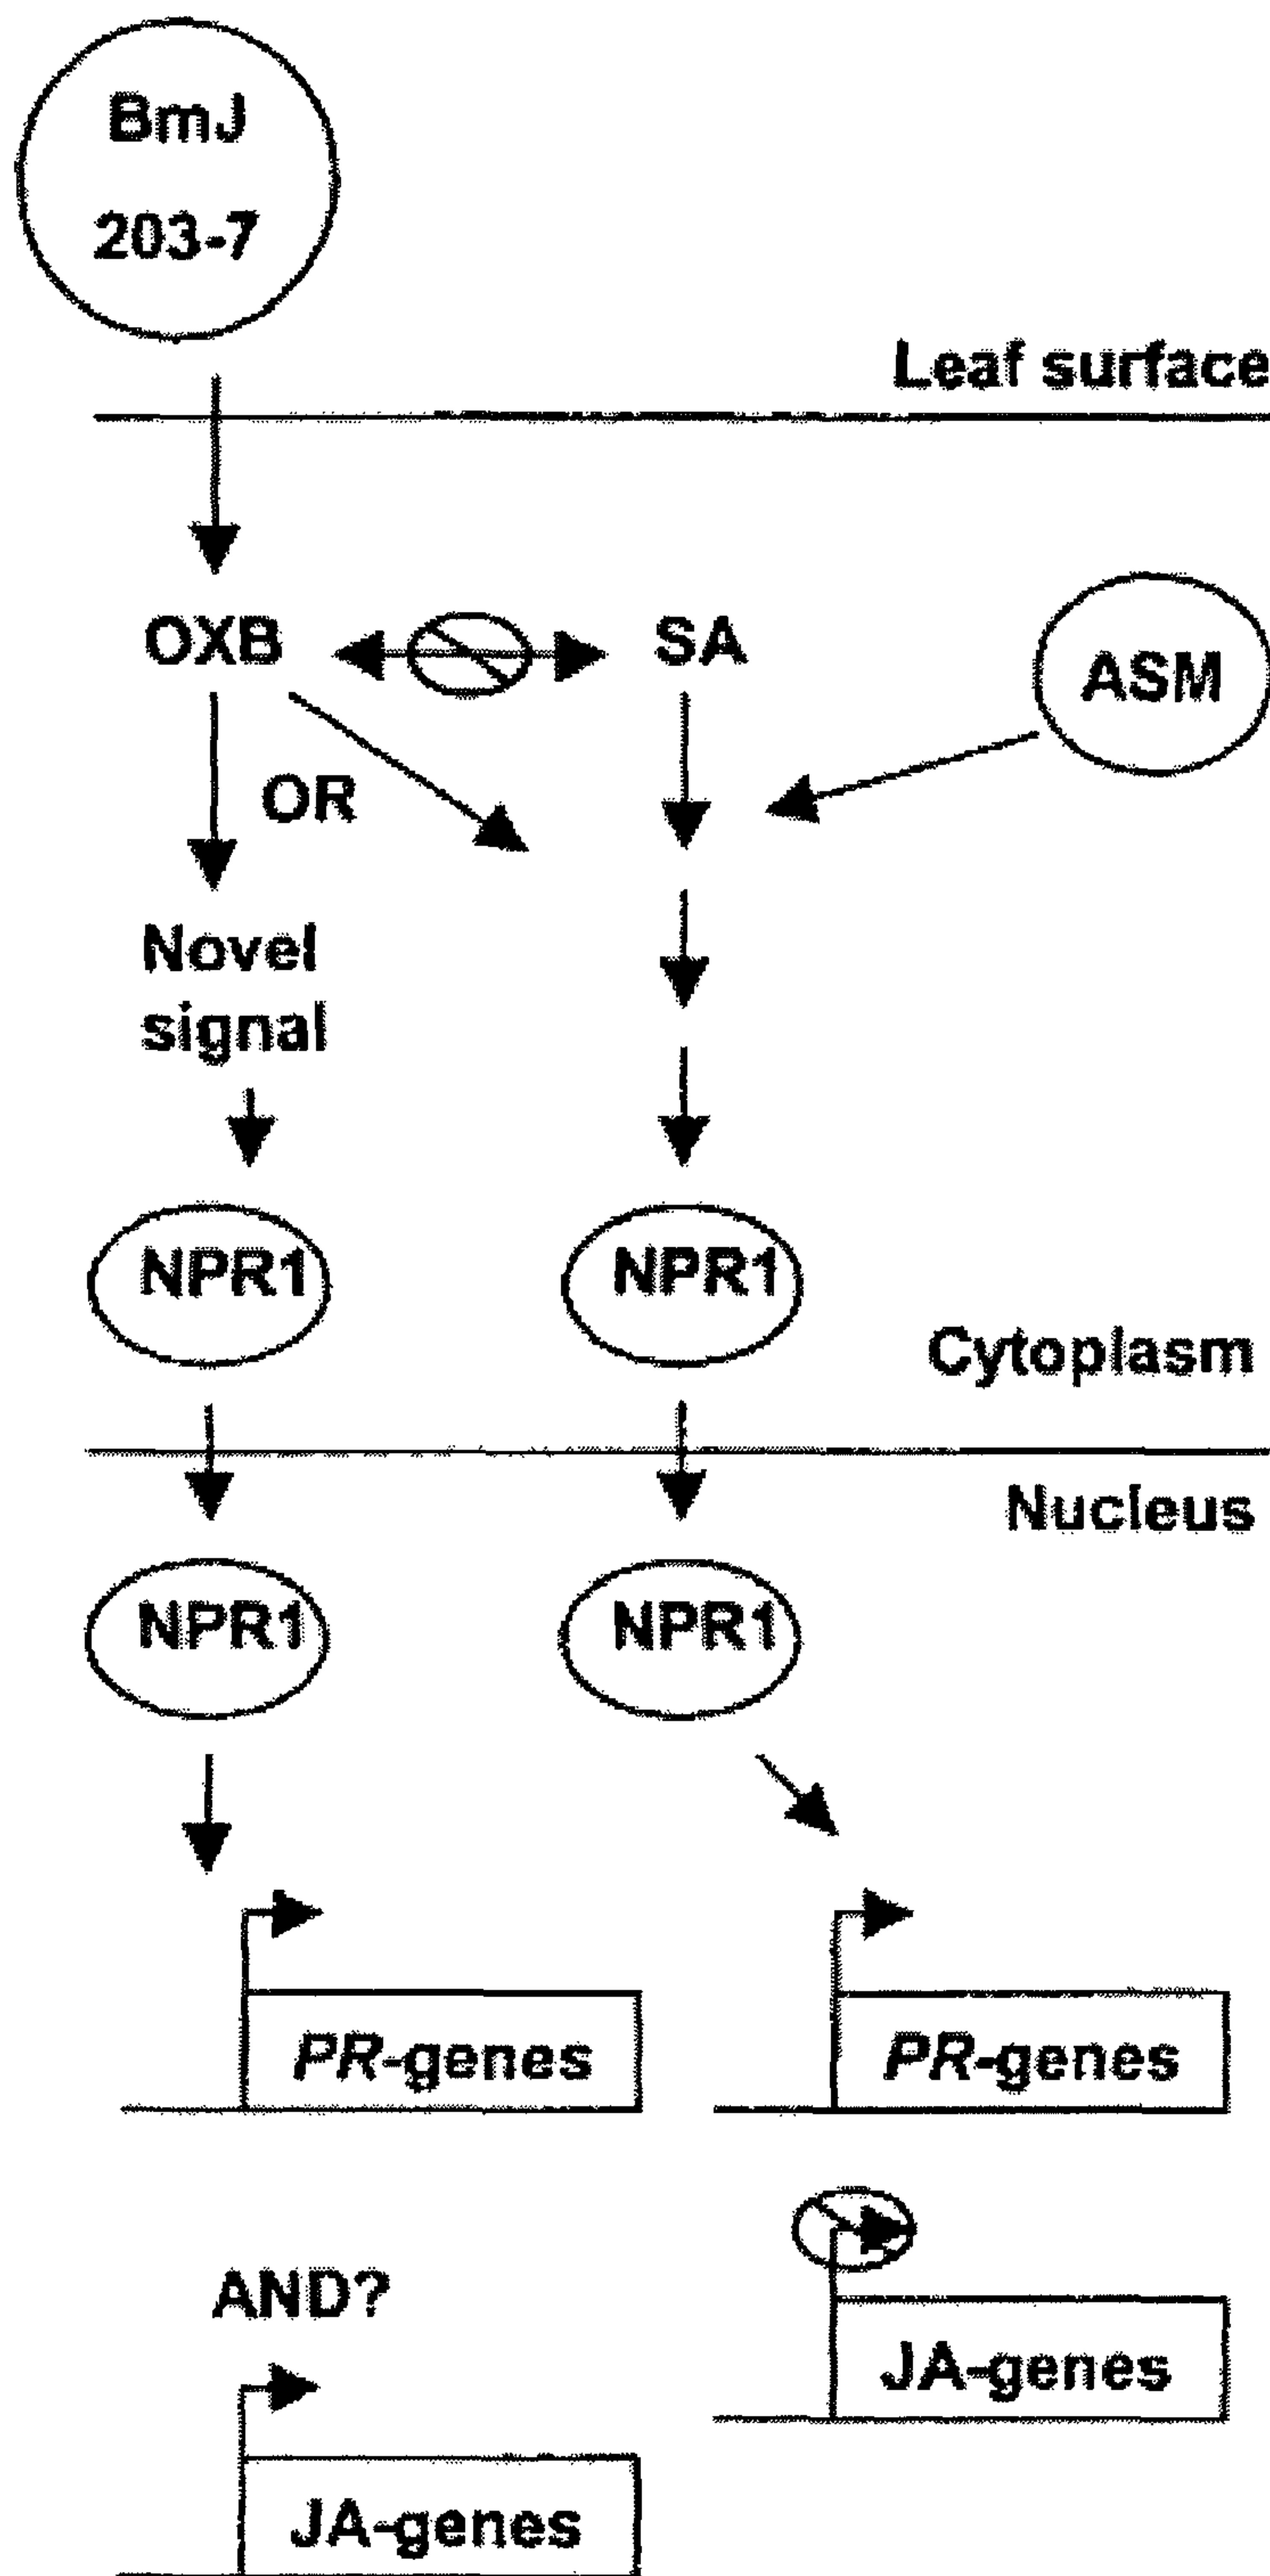 BmJ
203-7
Leaf surface
OXB
SA
ASM
OR
Novel
signal
NPR1
NPR1
Cytoplasm
Nucleus
NPR1
NPR1
PR-genes
PR-genes
AND?
JA-genes
JA-genes